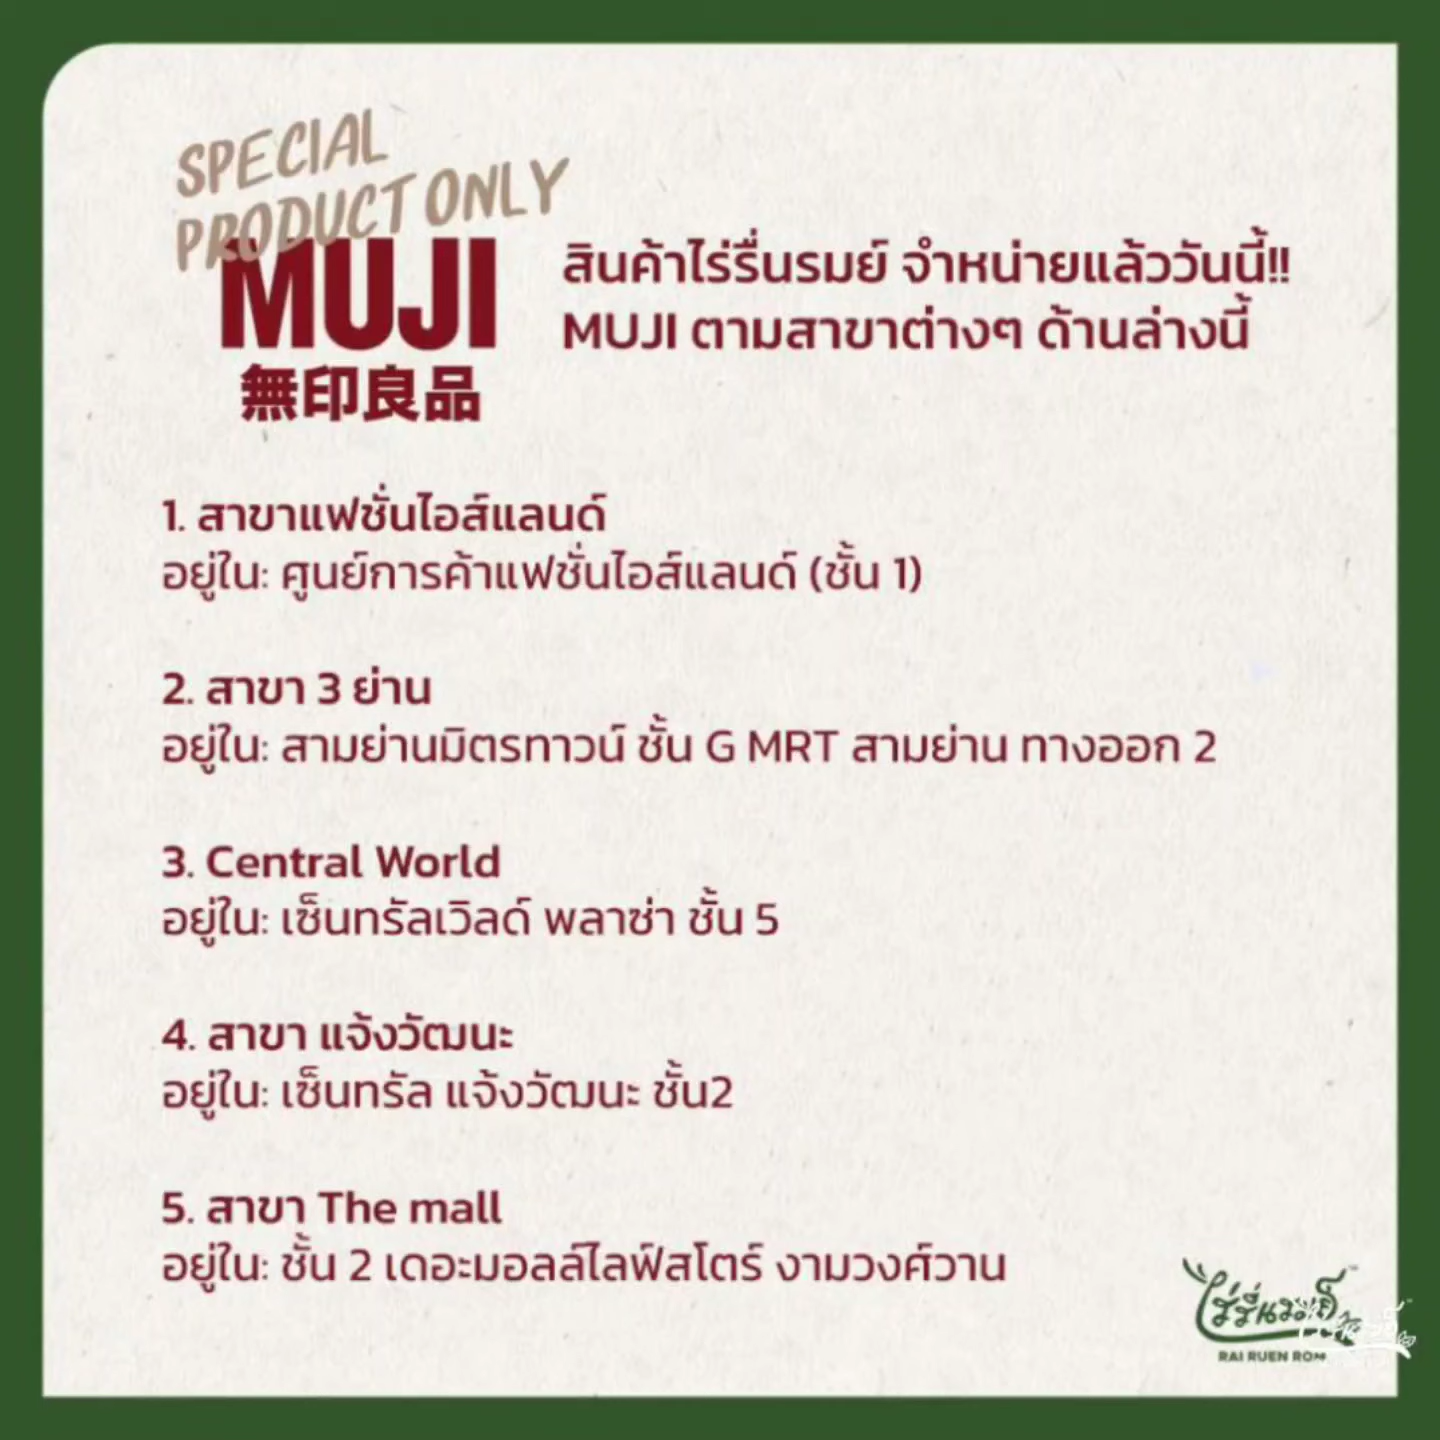 SPECIAL
PRODUCT ONLY
MUJI
無印良品
สินค้าไร่รื่นรมย์ จำหน่ายแล้ววันนี้!!
MUJI ตามสาขาต่างๆ ด้านล่างนี้
1. สาขาแฟชั่นไอส์แลนด์
อยู่ใน: ศูนย์การค้าแฟชั่นไอส์แลนด์ (ชั้น 1)
2. สาขา 3 ย่าน
อยู่ใน: สามย่านมิตรทาวน์ ชั้น G MRT สามย่าน ทางออก 2
3. Central World
อยู่ใน: เซ็นทรัลเวิลด์ พลาซ่า ชั้น 5
4. สาขา แจ้งวัฒนะ
อยู่ใน: เซ็นทรัล แจ้งวัฒนะ ชั้น2
5. สาขา The mall
อยู่ใน: ชั้น 2 เดอะมอลล์ไลฟ์สโตร์ งามวงศ์วาน
ไร่รื่นรมย์
RAI RUEN ROM